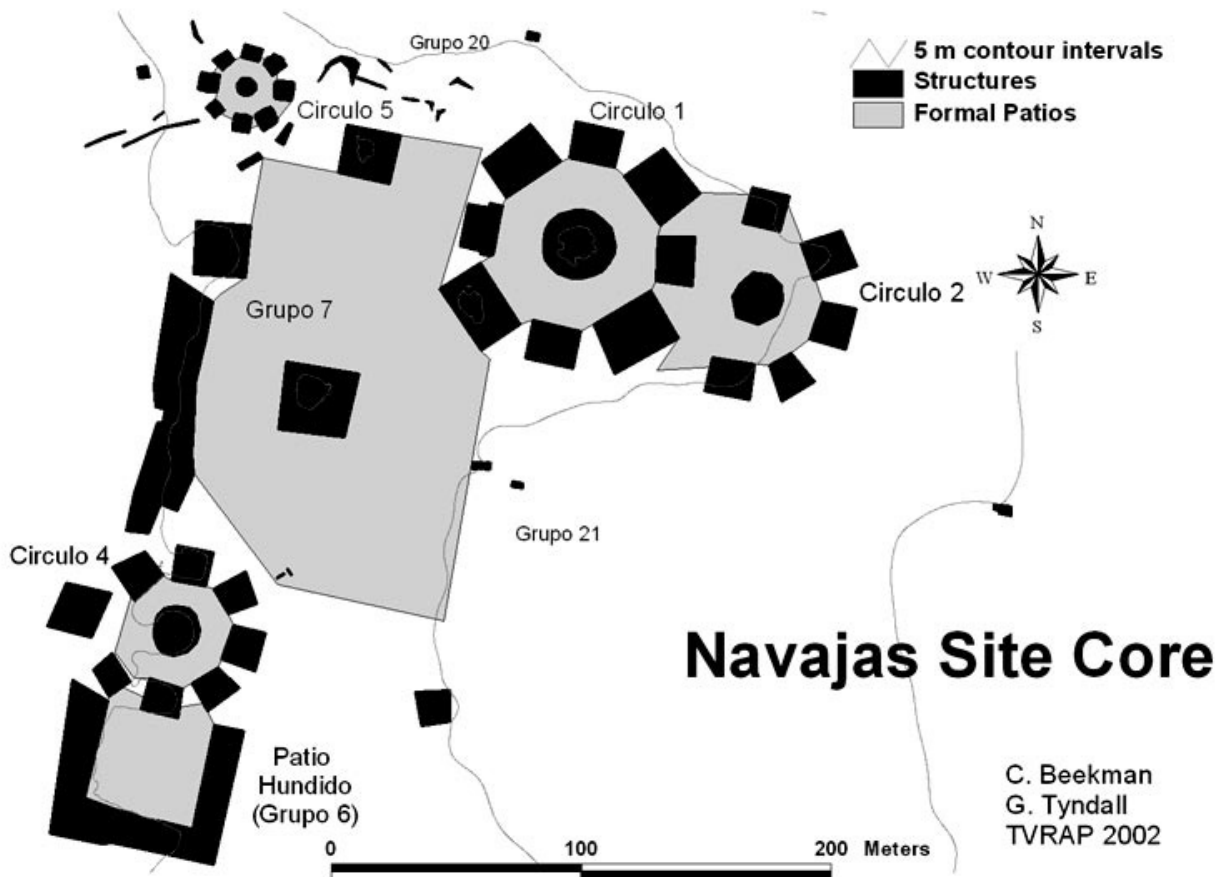 Grupo 20
5 m contour intervals
Structures
Formal Patios
Circulo 5
Circulo 1
N
W
E
S
Circulo 2
Grupo 7
Grupo 21
Circulo 4
Navajas Site Core
Patio
Hundido
(Grupo 6)
C. Beekman
G. Tyndall
TVRAP 2002
0 100 200 Meters